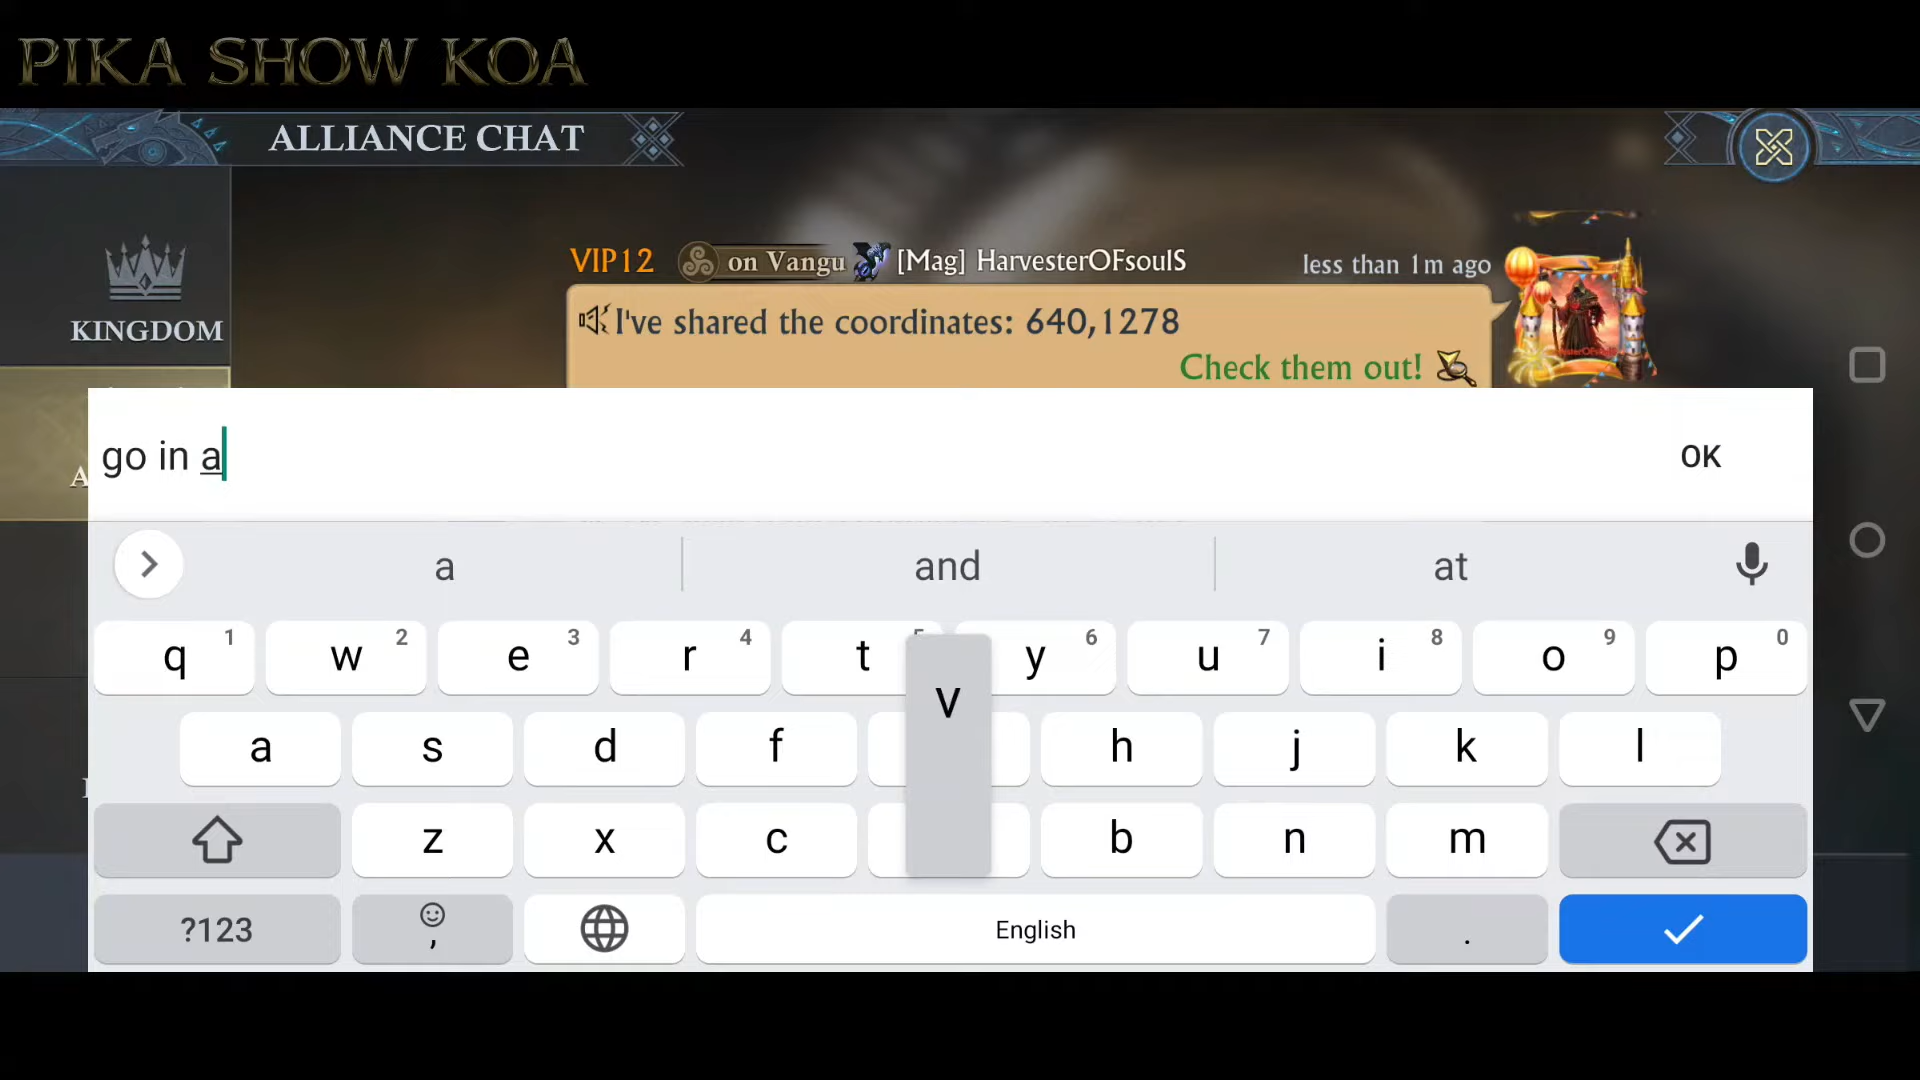 PIKA SHOW KOA
ALLIANCE CHAT
KINGDOM
VIP12 on Vangu [Mag] HarvesterOFsoulS less than 1m ago
I've shared the coordinates: 640,1278
Check them out!
A
go in a OK
a and at
q 1 w 2 e 3 r 4 t y 6 u 7 i 8 o 9 p 0
v
a s d f h j k l
z x c b n m
?123 , English .